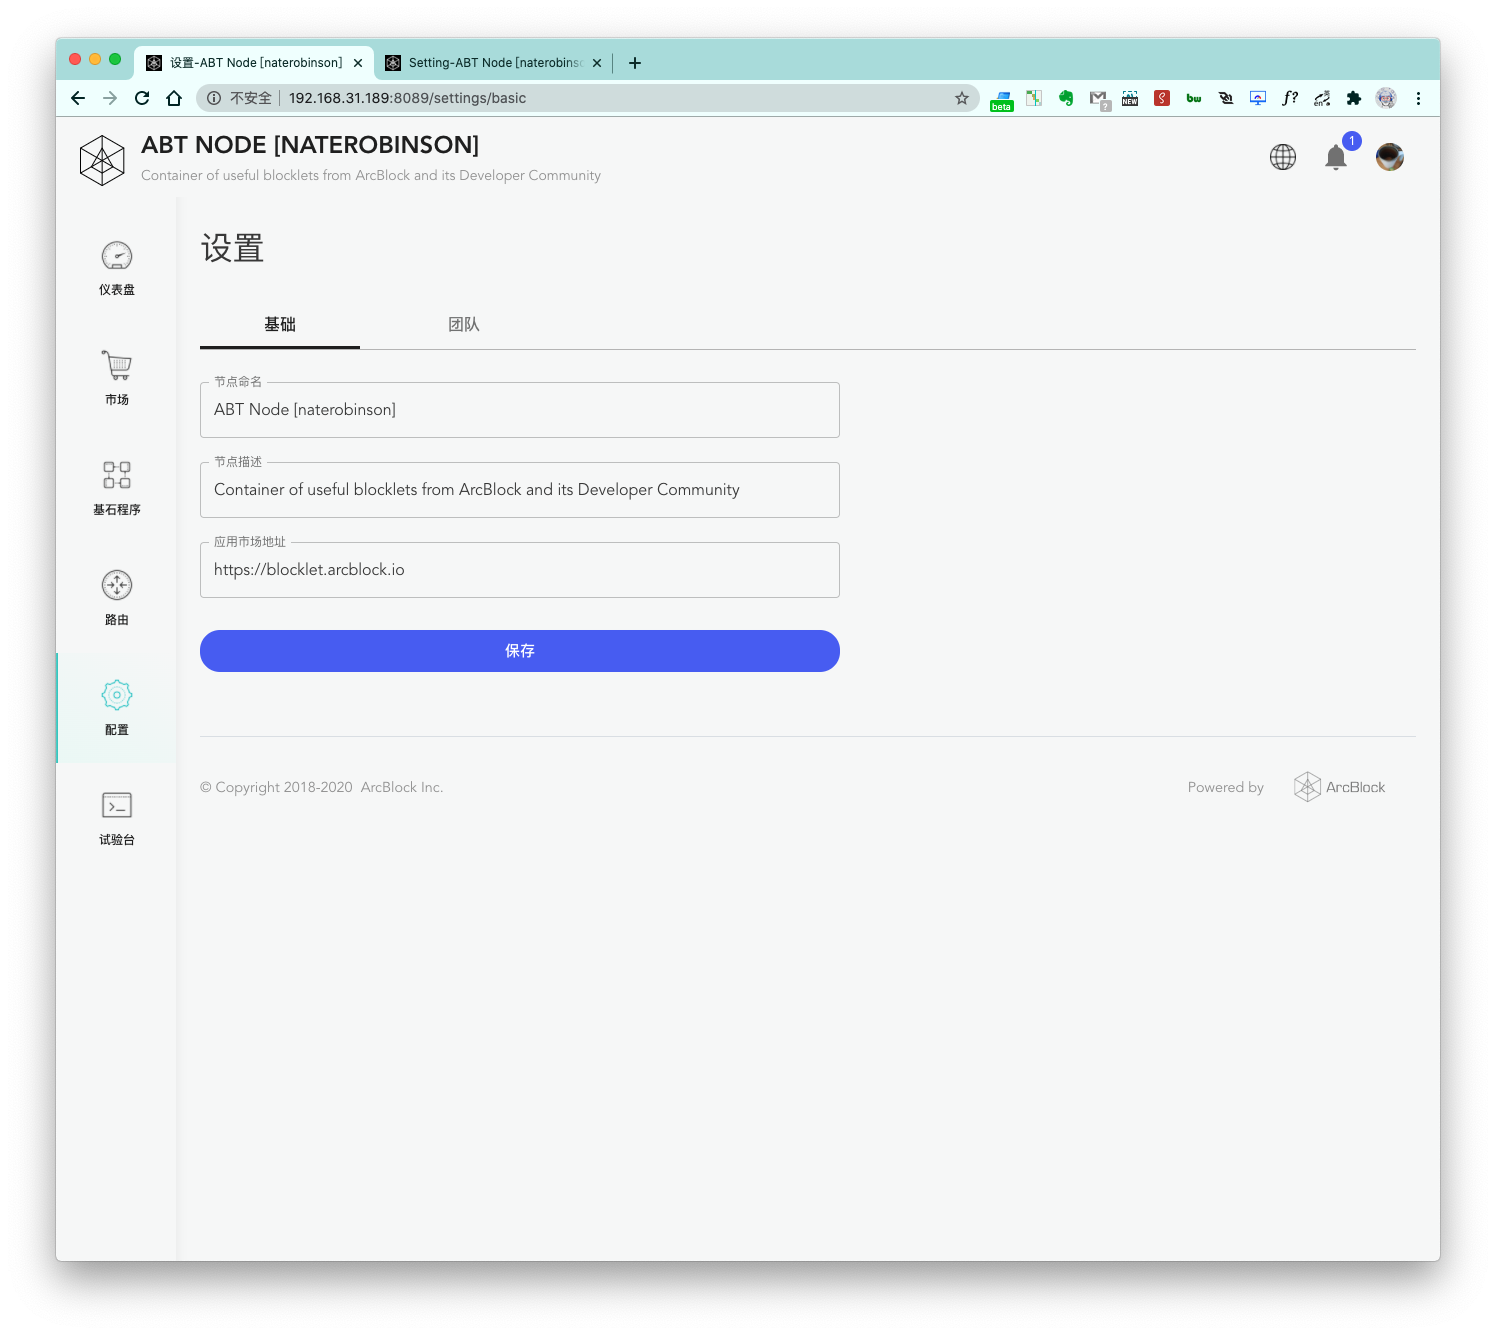 设置-ABT Node [naterobinson]
Setting-ABT Node [naterobins
不安全
192.168.31.189:8089/settings/basic
beta
?
NEW
S
bw
f?
en
英
ABT NODE [NATEROBINSON]
Container of useful blocklets from ArcBlock and its Developer Community
1
仪表盘
市场
基石程序
路由
配置
试验台
设置
基础
团队
节点命名
ABT Node [naterobinson]
节点描述
Container of useful blocklets from ArcBlock and its Developer Community
应用市场地址
https://blocklet.arcblock.io
保存
© Copyright 2018-2020 ArcBlock Inc.
Powered by
ArcBlock